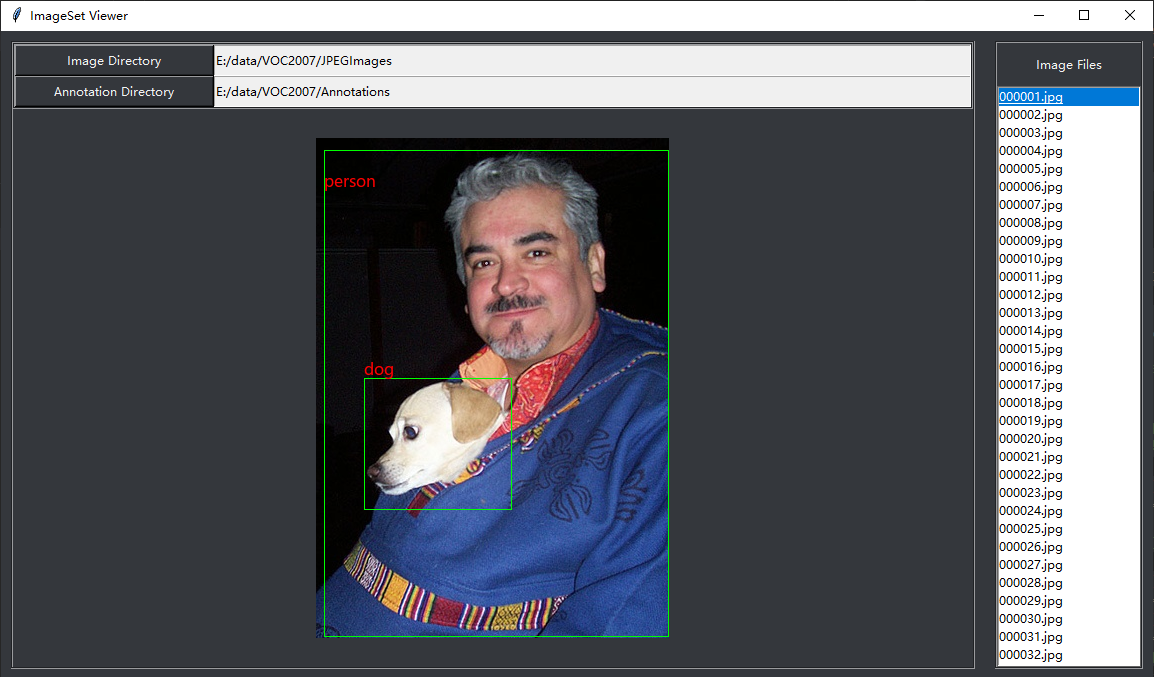 ImageSet Viewer
Image Directory
E:/data/VOC2007/JPEGImages
Annotation Directory
E:/data/VOC2007/Annotations
person
dog
Image Files
000001.jpg
000002.jpg
000003.jpg
000004.jpg
000005.jpg
000006.jpg
000007.jpg
000008.jpg
000009.jpg
000010.jpg
000011.jpg
000012.jpg
000013.jpg
000014.jpg
000015.jpg
000016.jpg
000017.jpg
000018.jpg
000019.jpg
000020.jpg
000021.jpg
000022.jpg
000023.jpg
000024.jpg
000025.jpg
000026.jpg
000027.jpg
000028.jpg
000029.jpg
000030.jpg
000031.jpg
000032.jpg